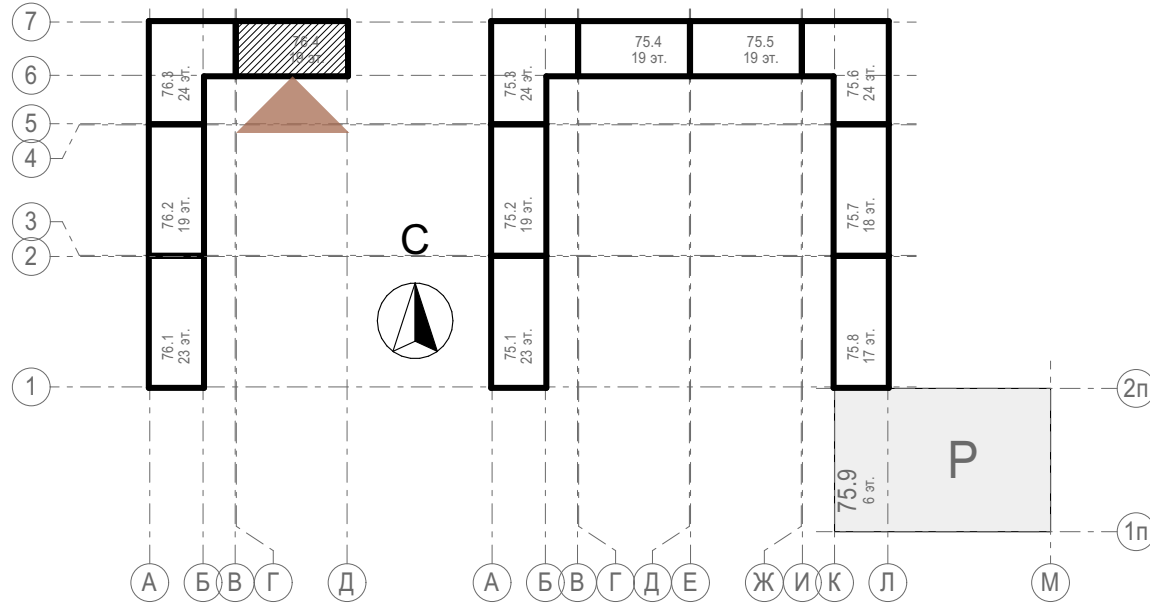 7
6
5
4
3
2
1
76.3
24 эт.
76.4
19 эт.
76.2
19 эт.
76.1
23 эт.
С
75.3
24 эт.
75.4
19 эт.
75.5
19 эт.
75.6
24 эт.
75.2
19 эт.
75.7
18 эт.
75.1
23 эт.
75.8
17 эт.
2п
75.9
6 эт.
Р
1п
А Б В Г Д А Б В Г Д Е Ж И К Л М